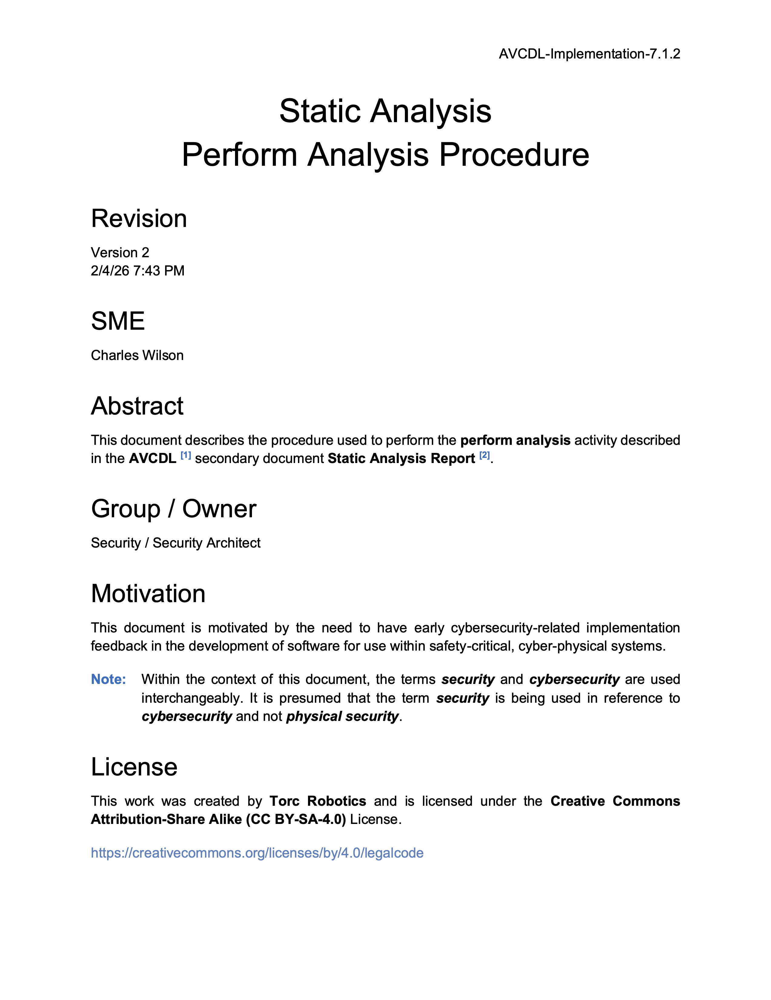 AVCDL-Implementation-7.1.2
Static Analysis
Perform Analysis Procedure
Revision
Version 2
2/4/26 7:43 PM
SME
Charles Wilson
Abstract
This document describes the procedure used to perform the perform analysis activity described
in the AVCDL [1] secondary document Static Analysis Report [2].
Group / Owner
Security / Security Architect
Motivation
This document is motivated by the need to have early cybersecurity-related implementation
feedback in the development of software for use within safety-critical, cyber-physical systems.
Note: Within the context of this document, the terms security and cybersecurity are used
interchangeably. It is presumed that the term security is being used in reference to
cybersecurity and not physical security.
License
This work was created by Torc Robotics and is licensed under the Creative Commons
Attribution-Share Alike (CC BY-SA-4.0) License.
https://creativecommons.org/licenses/by/4.0/legalcode